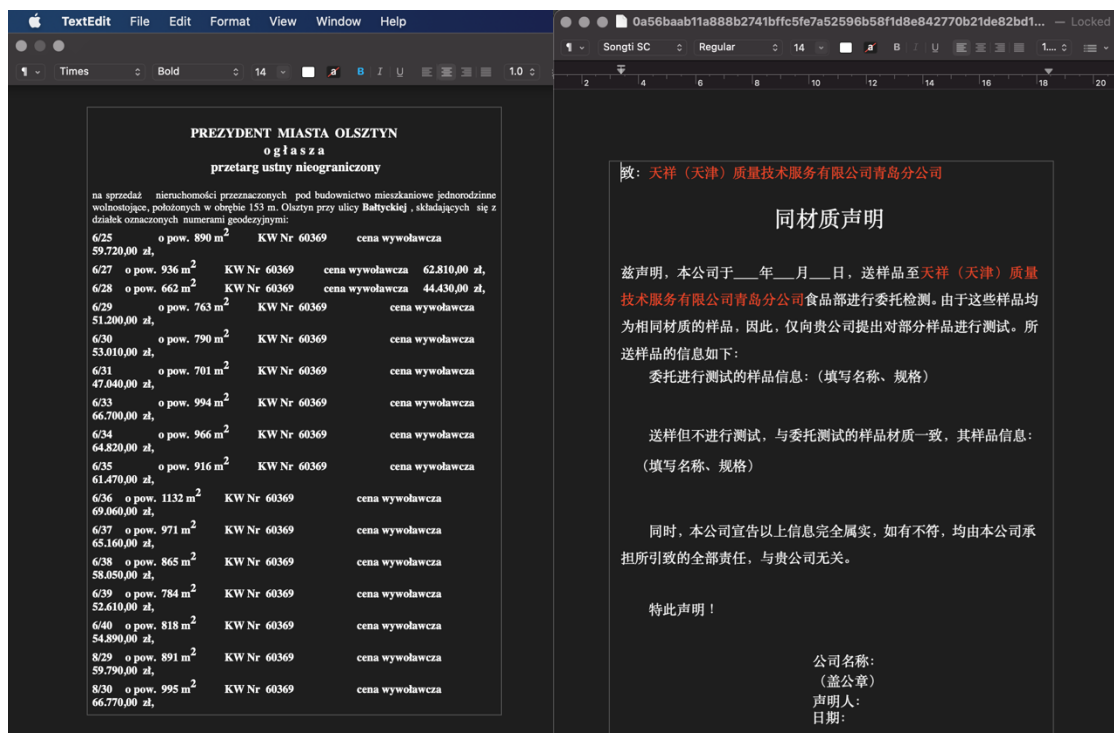 TextEdit File Edit Format View Window Help
Times Bold 14 a B I U 1.0
PREZYDENT MIASTA OLSZTYN
o g ł a s z a
przetarg ustny nieograniczony
na sprzedaż nieruchomości przeznaczonych pod budownictwo mieszkaniowe jednorodzinne
wolnostojące, położonych w obrębie 153 m. Olsztyn przy ulicy Bałtyckiej , składających się z
działek oznaczonych numerami geodezyjnymi:
6/25 o pow. 890 m2 KW Nr 60369 cena wywoławcza
59.720,00 zł,
6/27 o pow. 936 m2 KW Nr 60369 cena wywoławcza 62.810,00 zł,
6/28 o pow. 662 m2 KW Nr 60369 cena wywoławcza 44.430,00 zł,
6/29 o pow. 763 m2 KW Nr 60369 cena wywoławcza
51.200,00 zł,
6/30 o pow. 790 m2 KW Nr 60369 cena wywoławcza
53.010,00 zł,
6/31 o pow. 701 m2 KW Nr 60369 cena wywoławcza
47.040,00 zł,
6/33 o pow. 994 m2 KW Nr 60369 cena wywoławcza
66.700,00 zł,
6/34 o pow. 966 m2 KW Nr 60369 cena wywoławcza
64.820,00 zł,
6/35 o pow. 916 m2 KW Nr 60369 cena wywoławcza
61.470,00 zł,
6/36 o pow. 1132 m2 KW Nr 60369 cena wywoławcza
69.060,00 zł,
6/37 o pow. 971 m2 KW Nr 60369 cena wywoławcza
65.160,00 zł,
6/38 o pow. 865 m2 KW Nr 60369 cena wywoławcza
58.050,00 zł,
6/39 o pow. 784 m2 KW Nr 60369 cena wywoławcza
52.610,00 zł,
6/40 o pow. 818 m2 KW Nr 60369 cena wywoławcza
54.890,00 zł,
8/29 o pow. 891 m2 KW Nr 60369 cena wywoławcza
59.790,00 zł,
8/30 o pow. 995 m2 KW Nr 60369 cena wywoławcza
66.770,00 zł,
0a56baab11a888b2741bffc5fe7a52596b58f1d8e842770b21de82bd1... — Locked
Songti SC Regular 14 a B I U 1....
2 4 6 8 10 12 14 16 18 20
致：天祥（天津）质量技术服务有限公司青岛分公司
同材质声明
兹声明，本公司于___年__月__日，送样品至天祥（天津）质量
技术服务有限公司青岛分公司食品部进行委托检测。由于这些样品均
为相同材质的样品，因此，仅向贵公司提出对部分样品进行测试。所
送样品的信息如下：
委托进行测试的样品信息：（填写名称、规格）
送样但不进行测试，与委托测试的样品材质一致，其样品信息：
（填写名称、规格）
同时，本公司宣告以上信息完全属实，如有不符，均由本公司承
担所引致的全部责任，与贵公司无关。
特此声明！
公司名称：
（盖公章）
声明人：
日期：